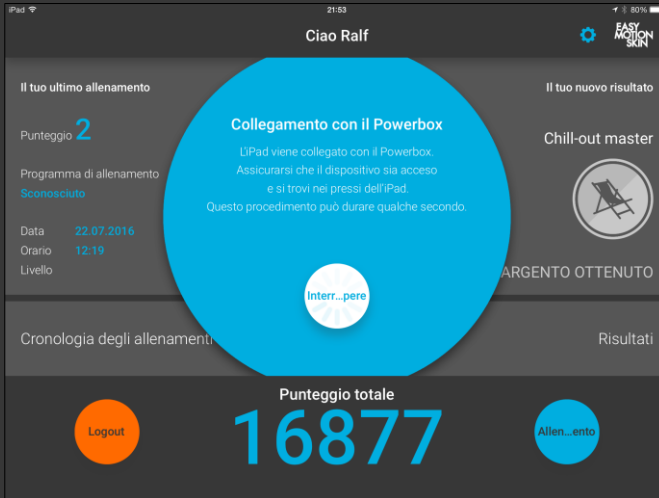 iPad 21:53 80%
Ciao Ralf
EASY
MOTION
SKIN
Il tuo ultimo allenamento
Punteggio 2
Programma di allenamento
Sconosciuto
Data 22.07.2016
Orario 12:19
Livello
Collegamento con il Powerbox
L'iPad viene collegato con il Powerbox.
Assicurarsi che il dispositivo sia acceso
e si trovi nei pressi dell'iPad.
Questo procedimento può durare qualche secondo.
Interr...pere
Il tuo nuovo risultato
Chill-out master
ARGENTO OTTENUTO
Cronologia degli allenamenti
Risultati
Punteggio totale
16877
Logout
Allen...ento